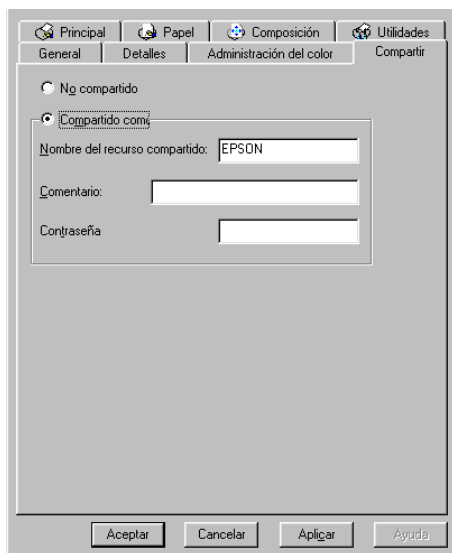 Principal Papel Composición Utilidades
General Detalles Administración del color Compartir
No compartido
Compartido como
Nombre del recurso compartido: EPSON
Comentario:
Contraseña
Aceptar Cancelar Aplicar Ayuda